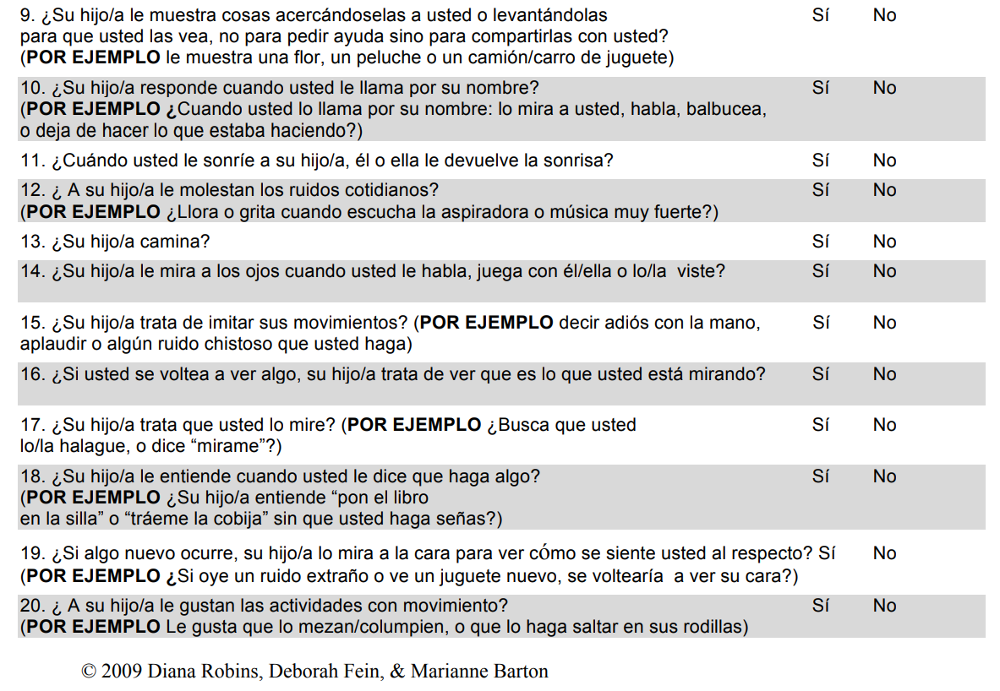 9. ¿Su hijo/a le muestra cosas acercándoselas a usted o levantándolas Sí No
para que usted las vea, no para pedir ayuda sino para compartirlas con usted?
(POR EJEMPLO le muestra una flor, un peluche o un camión/carro de juguete)
10. ¿Su hijo/a responde cuando usted le llama por su nombre? Sí No
(POR EJEMPLO ¿Cuando usted lo llama por su nombre: lo mira a usted, habla, balbucea,
o deja de hacer lo que estaba haciendo?)
11. ¿Cuándo usted le sonríe a su hijo/a, él o ella le devuelve la sonrisa? Sí No
12. ¿ A su hijo/a le molestan los ruidos cotidianos? Sí No
(POR EJEMPLO ¿Llora o grita cuando escucha la aspiradora o música muy fuerte?)
13. ¿Su hijo/a camina? Sí No
14. ¿Su hijo/a le mira a los ojos cuando usted le habla, juega con él/ella o lo/la  viste? Sí No
15. ¿Su hijo/a trata de imitar sus movimientos? (POR EJEMPLO decir adiós con la mano, Sí No
aplaudir o algún ruido chistoso que usted haga)
16. ¿Si usted se voltea a ver algo, su hijo/a trata de ver que es lo que usted está mirando? Sí No
17. ¿Su hijo/a trata que usted lo mire? (POR EJEMPLO ¿Busca que usted Sí No
lo/la halague, o dice “mirame”?)
18. ¿Su hijo/a le entiende cuando usted le dice que haga algo? Sí No
(POR EJEMPLO ¿Su hijo/a entiende “pon el libro
en la silla” o “tráeme la cobija” sin que usted haga señas?)
19. ¿Si algo nuevo ocurre, su hijo/a lo mira a la cara para ver cómo se siente usted al respecto? Sí No
(POR EJEMPLO ¿Si oye un ruido extraño o ve un juguete nuevo, se voltearía  a ver su cara?)
20. ¿ A su hijo/a le gustan las actividades con movimiento? Sí No
(POR EJEMPLO Le gusta que lo mezan/columpien, o que lo haga saltar en sus rodillas)
© 2009 Diana Robins, Deborah Fein, & Marianne Barton